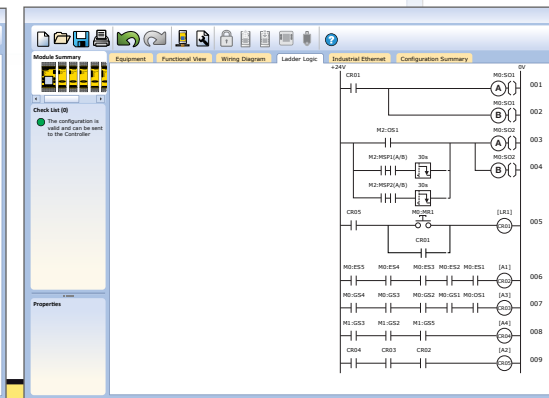 Module Summary
Equipment Functional View Wiring Diagram Ladder Logic Industrial Ethernet Configuration Summary
+24V 0V
CR01 M0:SO1
A 001
M0:SO1
B 002
M2:OS1 M0:SO2
A 003
M2:MSP1(A/B) 30s M0:SO2
B 004
M2:MSP2(A/B) 30s
CR05 M0:MR1 [LR1]
CR01 005
CR01
M0:ES5 M0:ES4 M0:ES3 M0:ES2 M0:ES1 [A1]
CR02 006
M0:GS4 M0:GS3 M0:GS2 M0:GS1 M0:OS1 [A3]
CR03 007
M1:GS3 M1:GS2 M1:GS5 [A4]
CR04 008
CR04 CR03 CR02 [A2]
CR05 009
Check List (0)
The configuration is
valid and can be sent
to the Controller
Properties